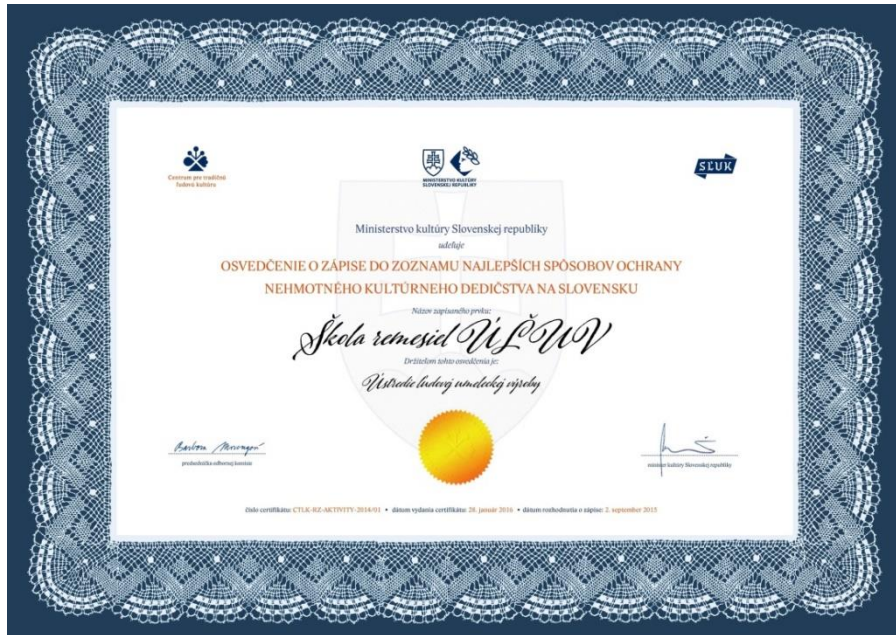 Centrum pre tradičnú
ľudovú kultúru
MINISTERSTVO KULTÚRY
SLOVENSKEJ REPUBLIKY
SĽUK
Ministerstvo kultúry Slovenskej republiky
udeľuje
OSVEDČENIE O ZÁPISE DO ZOZNAMU NAJLEPŠÍCH SPÔSOBOV OCHRANY
NEHMOTNÉHO KULTÚRNEHO DEDIČSTVA NA SLOVENSKU
Názov zapísaného prvku:
Škola remesiel ÚĽUV
Držiteľom tohto osvedčenia je:
Ústredie ľudovej umeleckej výroby
predsedníčka odbornej komisie
minister kultúry Slovenskej republiky
číslo certifikátu: CTLK-RZ-AKTIVITY-2014/01 • dátum vydania certifikátu: 28. január 2016 • dátum rozhodnutia o zápise: 2. september 2015